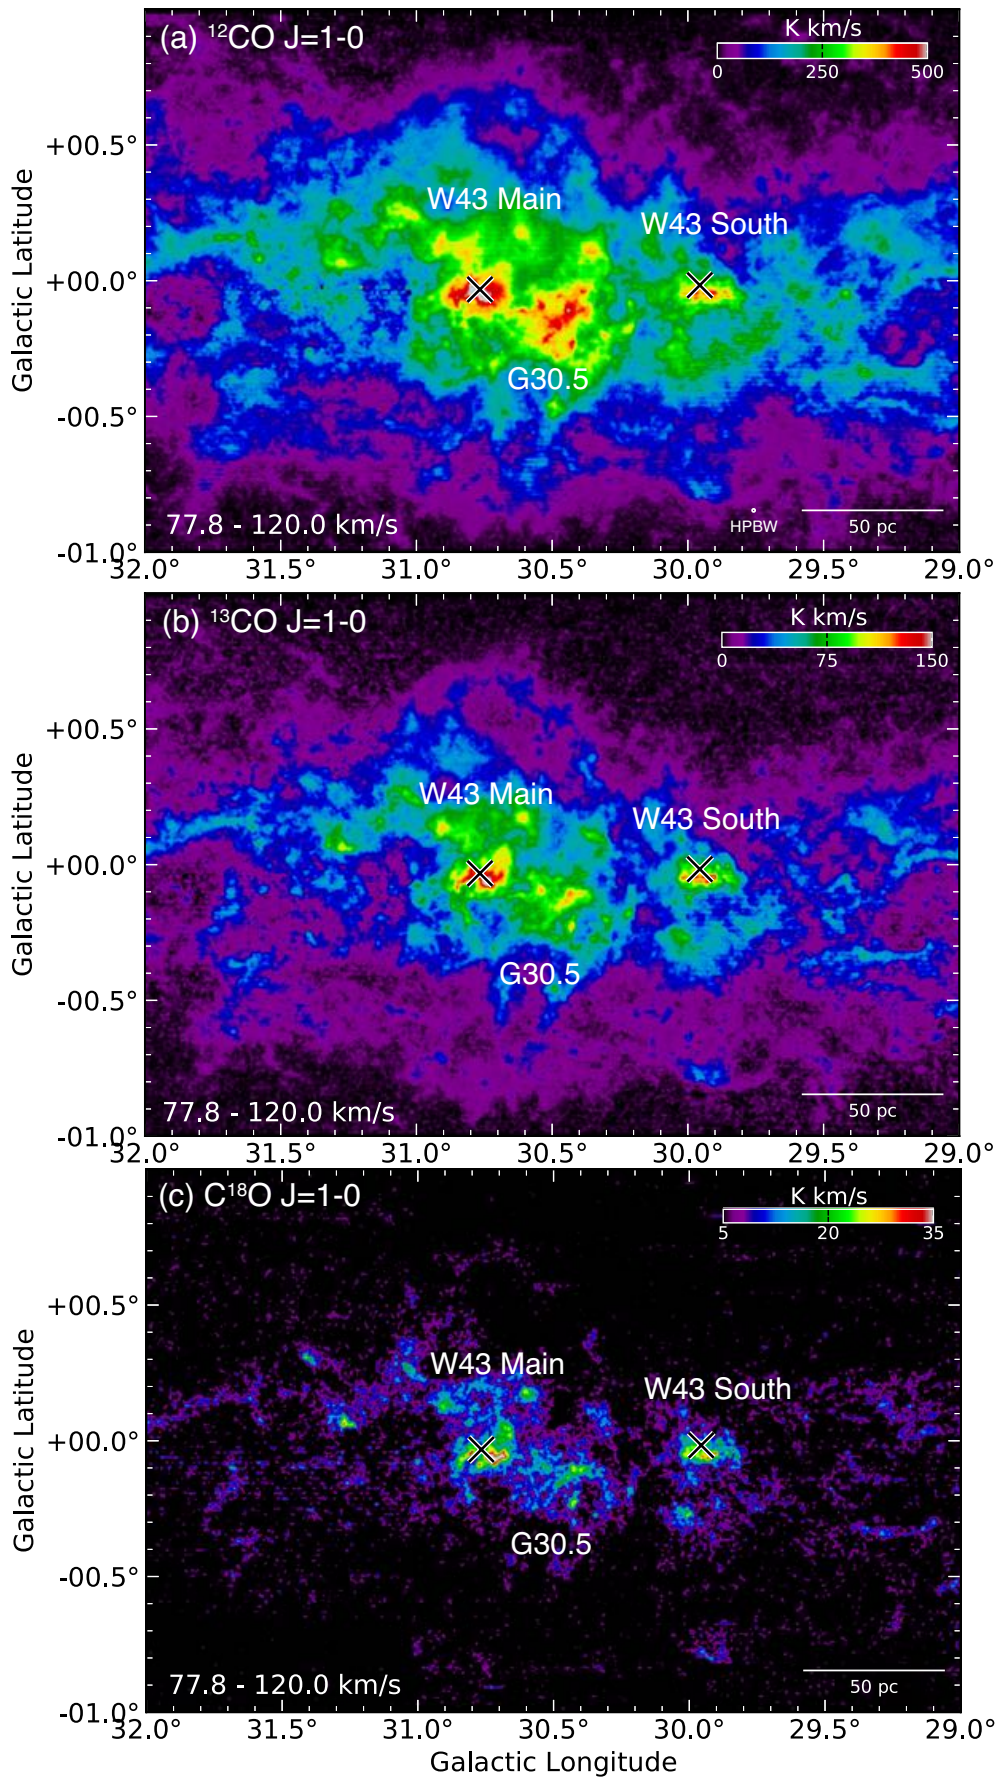 (a) ¹²CO J=1-0
K km/s
0 250 500
+00.5°
W43 Main
W43 South
+00.0°
G30.5
-00.5°
77.8 - 120.0 km/s
HPBW
50 pc
-01.0°
32.0° 31.5° 31.0° 30.5° 30.0° 29.5° 29.0°
Galactic Latitude
(b) ¹³CO J=1-0
K km/s
0 75 150
+00.5°
W43 Main
W43 South
+00.0°
G30.5
-00.5°
77.8 - 120.0 km/s
50 pc
-01.0°
32.0° 31.5° 31.0° 30.5° 30.0° 29.5° 29.0°
Galactic Latitude
(c) C¹⁸O J=1-0
K km/s
5 20 35
+00.5°
W43 Main
W43 South
+00.0°
G30.5
-00.5°
77.8 - 120.0 km/s
50 pc
-01.0°
32.0° 31.5° 31.0° 30.5° 30.0° 29.5° 29.0°
Galactic Latitude
Galactic Longitude